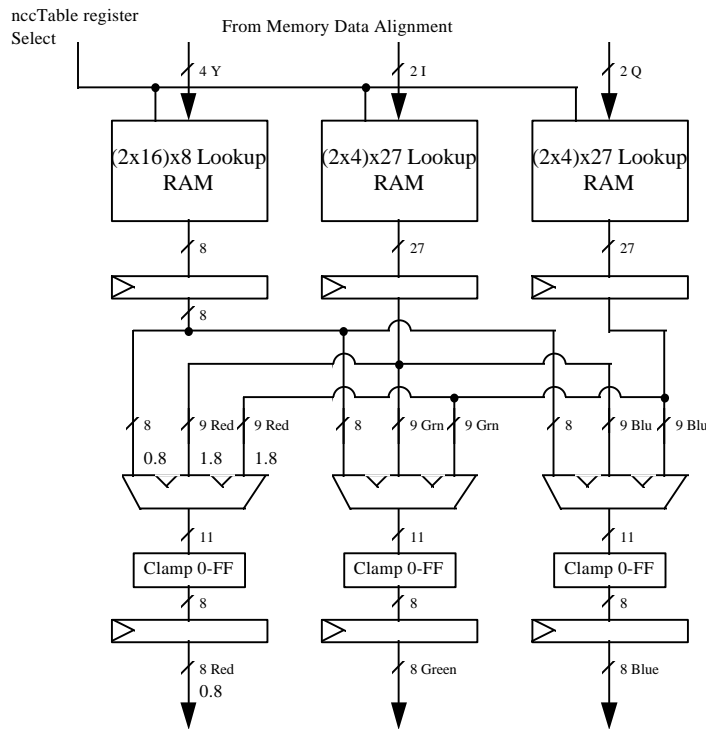 nccTable register
Select
From Memory Data Alignment
4 Y
2 I
2 Q
(2x16)x8 Lookup
RAM
(2x4)x27 Lookup
RAM
(2x4)x27 Lookup
RAM
8
27
27
8
8
9 Red
9 Red
8
9 Grn
9 Grn
8
9 Blu
9 Blu
0.8
1.8
1.8
11
11
11
Clamp 0-FF
Clamp 0-FF
Clamp 0-FF
8
8
8
8 Red
8 Green
8 Blue
0.8